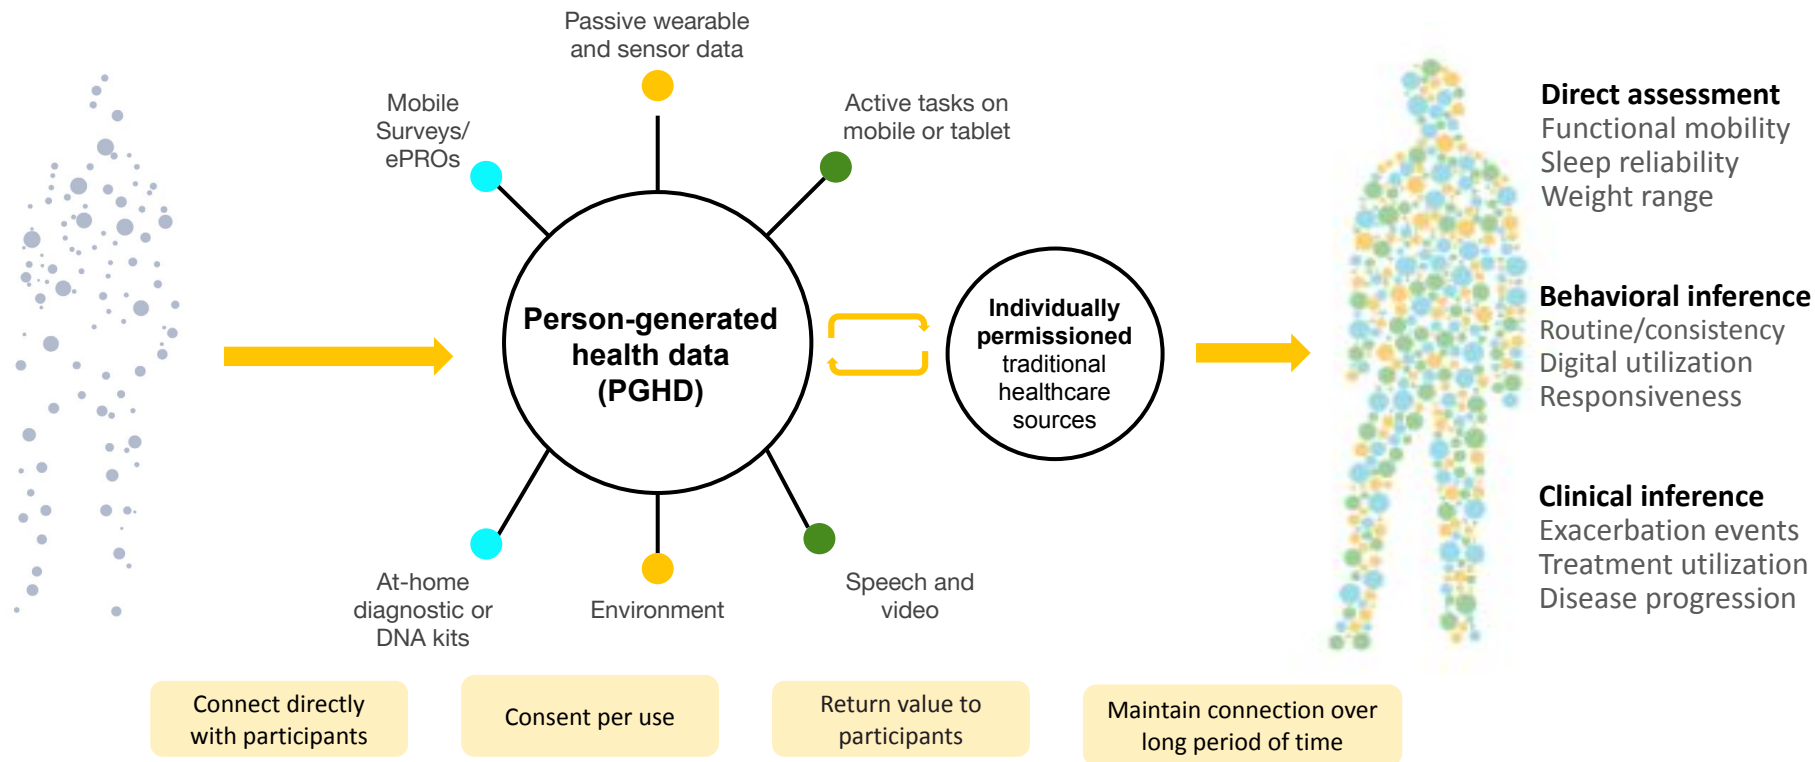 Passive wearable
and sensor data
Mobile
Surveys/
ePROs
Active tasks on
mobile or tablet
Person-generated
health data
(PGHD)
Individually
permissioned
traditional
healthcare
sources
At-home
diagnostic or
DNA kits
Environment
Speech and
video
Direct assessment
Functional mobility
Sleep reliability
Weight range
Behavioral inference
Routine/consistency
Digital utilization
Responsiveness
Clinical inference
Exacerbation events
Treatment utilization
Disease progression
Connect directly
with participants
Consent per use
Return value to
participants
Maintain connection over
long period of time